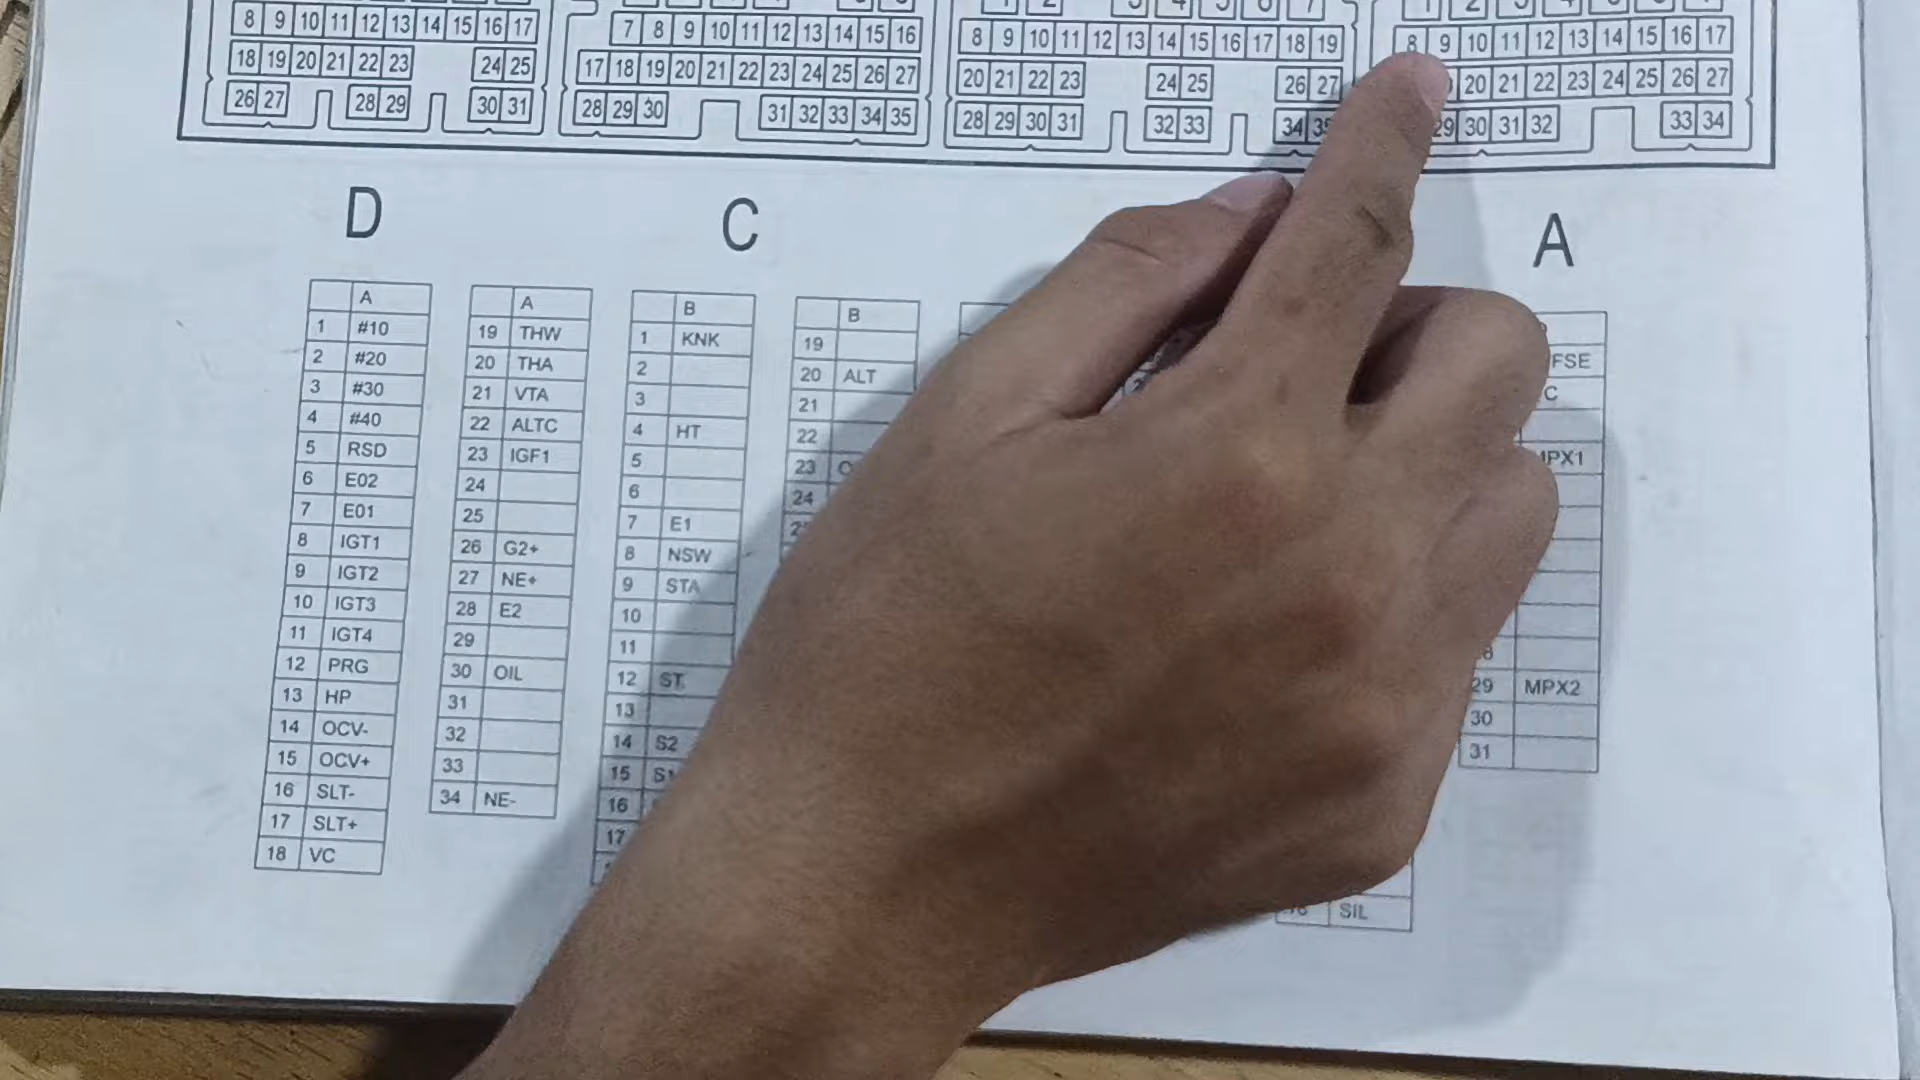 8 9 10 11 12 13 14 15 16 17
18 19 20 21 22 23 24 25
26 27 28 29 30 31
7 8 9 10 11 12 13 14 15 16
17 18 19 20 21 22 23 24 25 26 27
28 29 30 31 32 33 34 35
8 9 10 11 12 13 14 15 16 17 18 19
20 21 22 23 24 25 26 27
28 29 30 31 32 33 34 35
8 9 10 11 12 13 14 15 16 17
20 21 22 23 24 25 26 27
29 30 31 32 33 34
D
C
A
A
1 #10
2 #20
3 #30
4 #40
5 RSD
6 E02
7 E01
8 IGT1
9 IGT2
10 IGT3
11 IGT4
12 PRG
13 HP
14 OCV-
15 OCV+
16 SLT-
17 SLT+
18 VC
A
19 THW
20 THA
21 VTA
22 ALTC
23 IGF1
24
25
26 G2+
27 NE+
28 E2
29
30 OIL
31
32
33
34 NE-
B
1 KNK
2
3
4 HT
5
6
7 E1
8 NSW
9 STA
10
11
12 ST
13
14 S2
15 S1
16
17
B
19
20 ALT
21
22
23
24
SIL
FSE
C
MPX1
29 MPX2
30
31